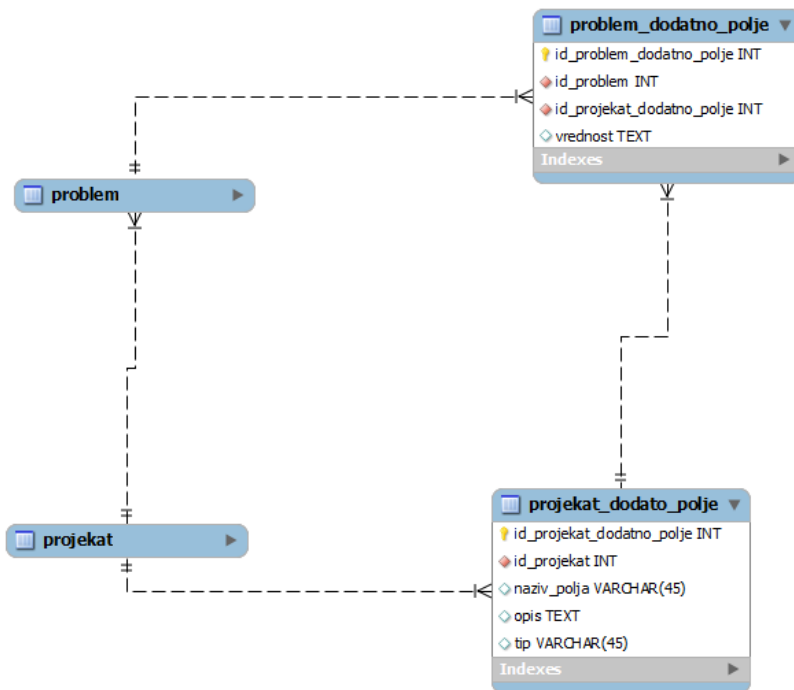 problem_dodatno_polje
id_problem_dodatno_polje INT
id_problem INT
id_projekat_dodatno_polje INT
vrednost TEXT
Indexes
problem
projekat
projekat_dodato_polje
id_projekat_dodatno_polje INT
id_projekat INT
naziv_polja VARCHAR(45)
opis TEXT
tip VARCHAR(45)
Indexes